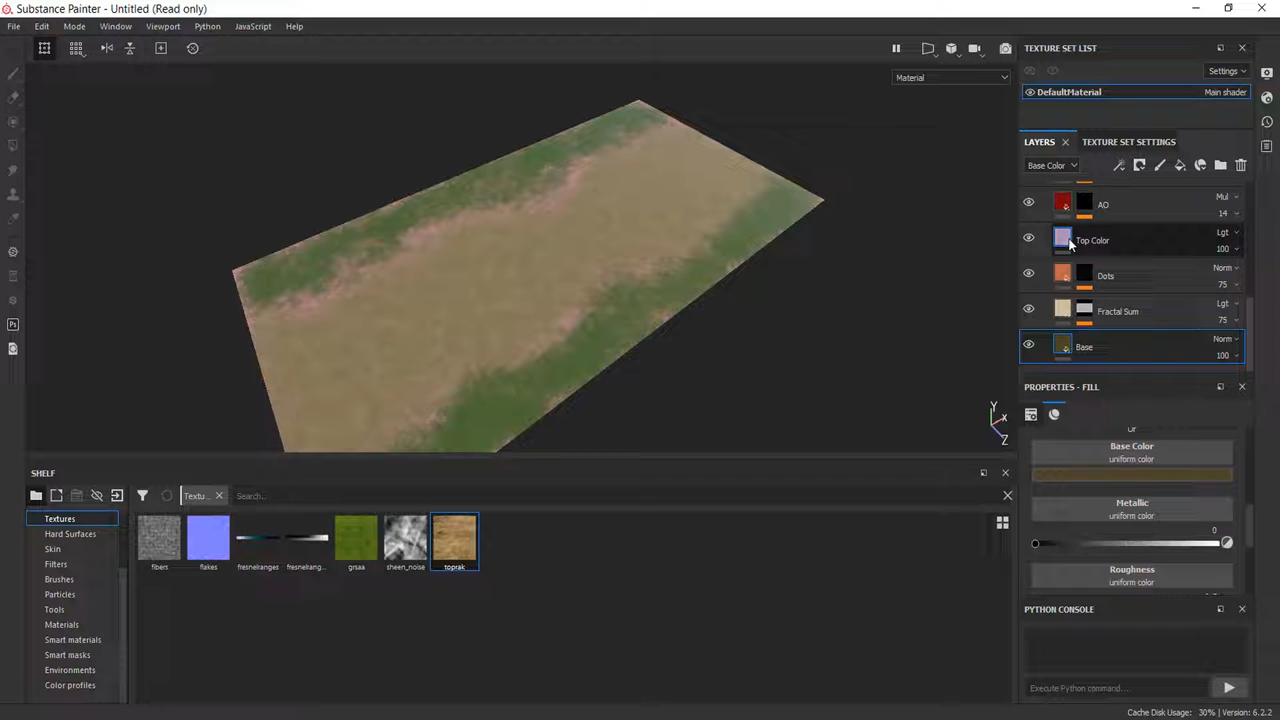 Substance Painter - Untitled (Read only)
File Edit Mode Window Viewport Python JavaScript Help
Material
TEXTURE SET LIST
Settings
DefaultMaterial Main shader
LAYERS TEXTURE SET SETTINGS
Base Color
AO Mul 14
Top Color Lgt 100
Dots Norm 75
Fractal Sum Lgt 75
Base Norm 100
PROPERTIES - FILL
Or
Base Color
uniform color
Metallic
uniform color
0
Roughness
uniform color
Y
X
Z
SHELF
Textu... Search...
Textures
Hard Surfaces
Skin
Filters
Brushes
Particles
Tools
Materials
Smart materials
Smart masks
Environments
Color profiles
fibers flakes fresnelranges fresnelrang... grsaa sheen_noise toprak
Ps
PYTHON CONSOLE
Execute Python command...
Cache Disk Usage: 30% | Version: 6.2.2